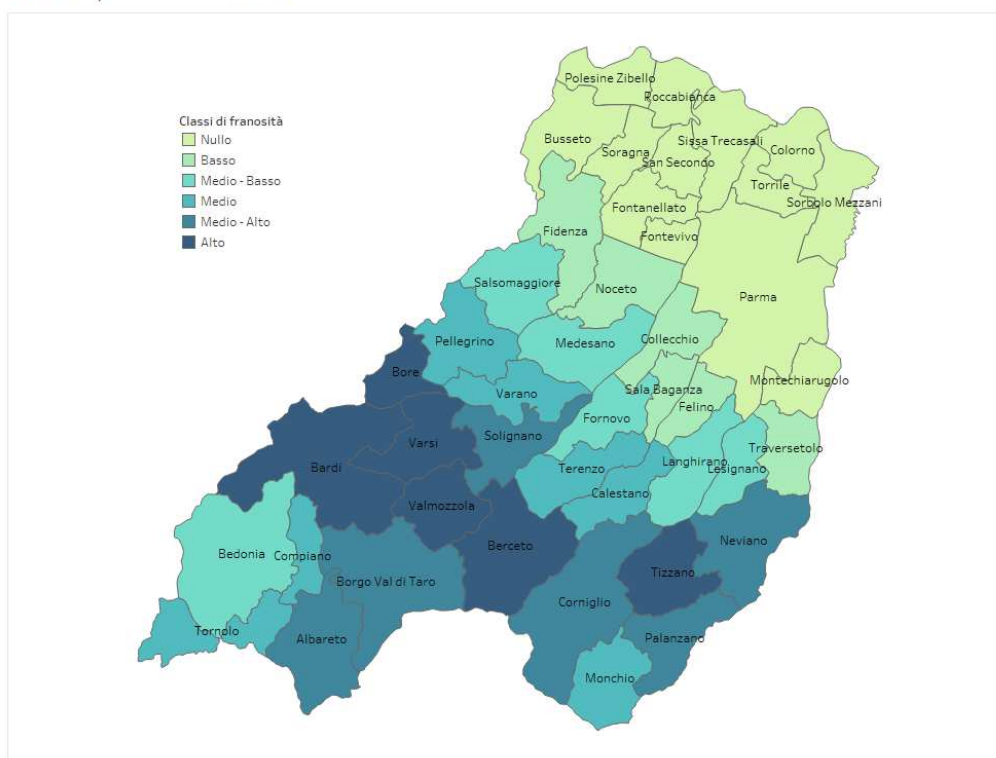 Classi di franosità
Nullo
Basso
Medio - Basso
Medio
Medio - Alto
Alto
Polesine Zibello
Roccabianca
Busseto
Sissa Trecasali
Soragna
San Secondo
Colorno
Torrile
Sorbolo Mezzani
Fontanellato
Fontevivo
Fidenza
Salsomaggiore
Noceto
Parma
Pellegrino
Medesano
Collecchio
Bore
Montechiarugolo
Varano
Sala Baganza
Felino
Fornovo
Varsi
Solignano
Traversetolo
Bardi
Terenzo
Langhirano
Lesignano
Calestano
Valmozzola
Neviano
Bedonia
Compiano
Berceto
Borgo Val di Taro
Tizzano
Corniglio
Tornolo
Albareto
Palanzano
Monchio